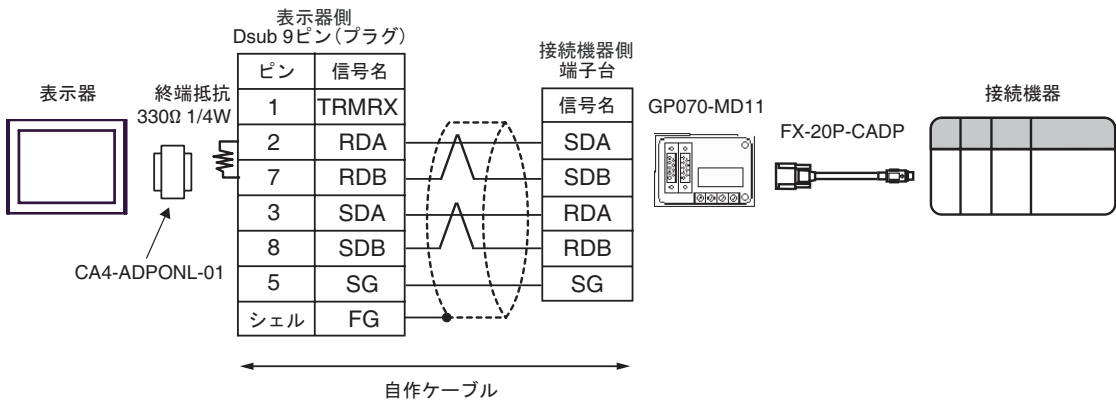 表示器側
Dsub 9ピン(プラグ)
ピン 信号名
1 TRMRX
2 RDA
7 RDB
3 SDA
8 SDB
5 SG
シェル FG
接続機器側
端子台
信号名
SDA
SDB
RDA
RDB
SG
表示器
終端抵抗
330Ω 1/4W
CA4-ADPONL-01
GP070-MD11
FX-20P-CADP
接続機器
自作ケーブル